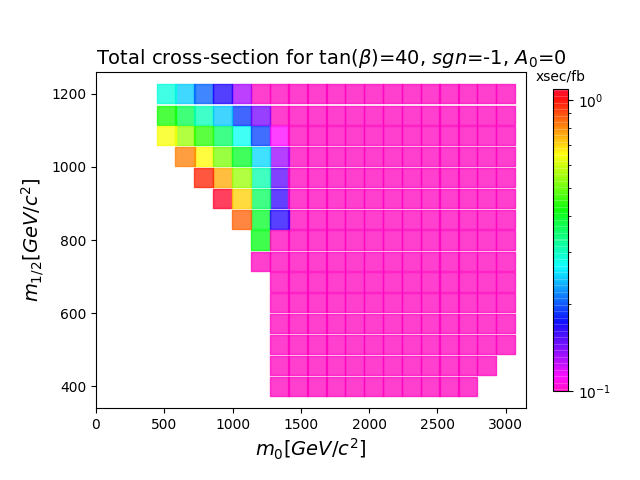 Total cross-section for tan(β)=40, sgn=-1, A₀=0
xsec/fb
10⁰
10⁻¹
1200
1000
800
600
400
m₁/₂[GeV/c²]
0 500 1000 1500 2000 2500 3000
m₀[GeV/c²]